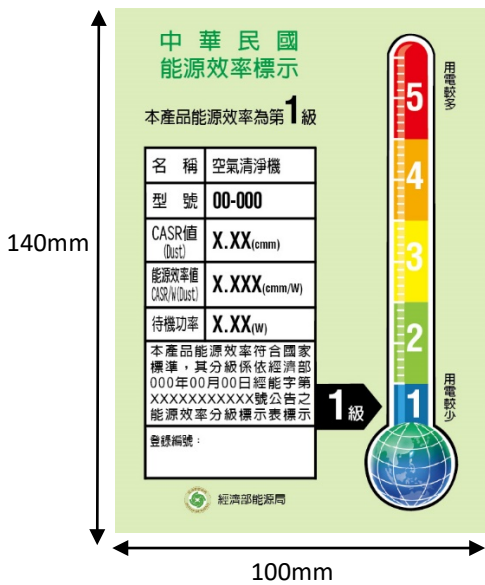 中華民國
能源效率標示
本產品能源效率為第1級
名稱 空氣清淨機
型號 00-000
CASR值(Dust) X.XX(cmm)
能源效率值CASR/W(Dust) X.XXX(cmm/W)
待機功率 X.XX(W)
本產品能源效率符合國家
標準，其分級係依經濟部
000年00月00日經能字第
XXXXXXXXXXX號公告之
能源效率分級標示表標示
登錄編號：
經濟部能源局
1級
用電較多
5
4
3
2
1
用電較少
140mm
100mm